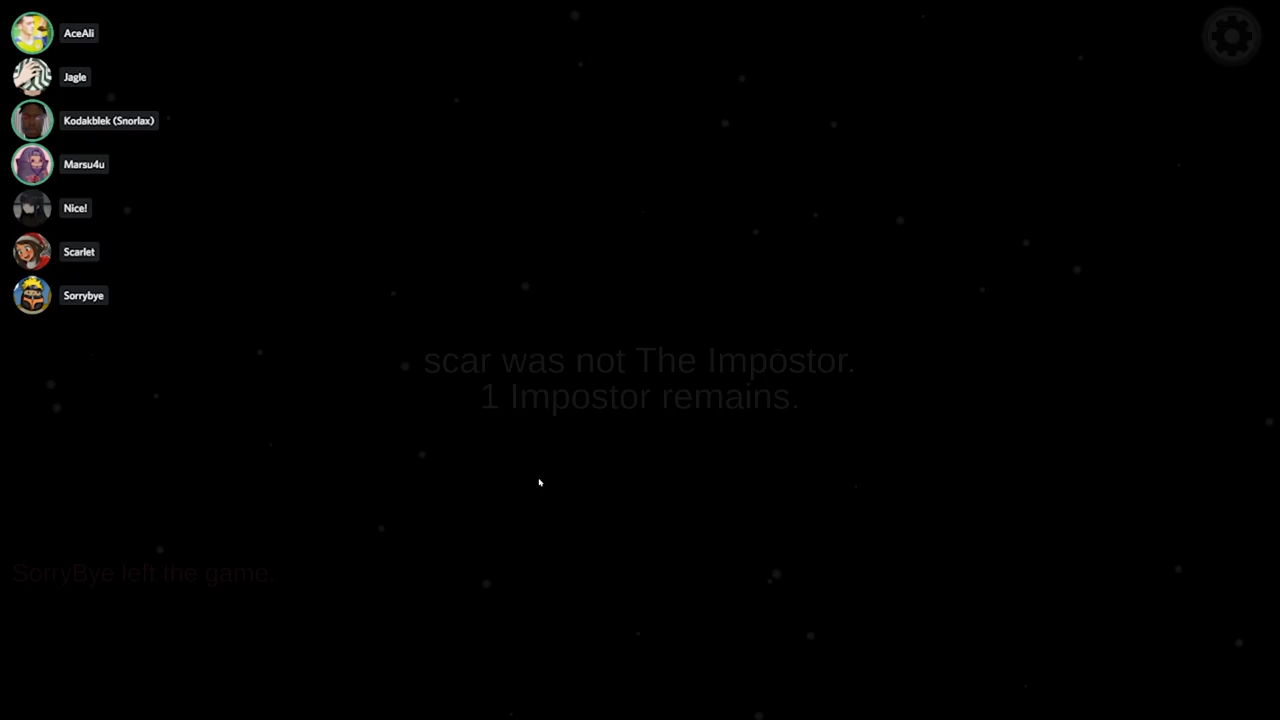 AceAli
Jagle
Kodakblek (Snorlax)
Marsu4u
Nice!
Scarlet
Sorrybye
scar was not The Impostor.
1 Impostor remains.
SorryBye left the game.